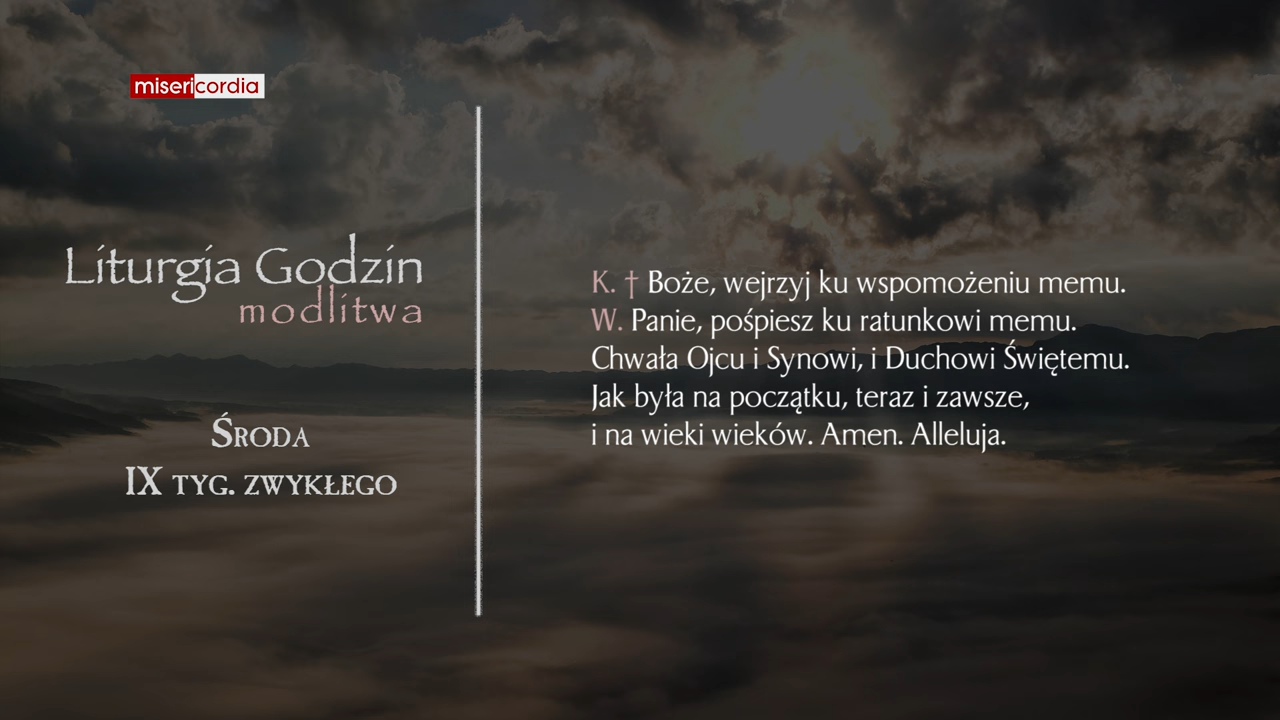 misericordia
Liturgia Godzin
modlitwa
Środa
IX tyg. zwykłego
K. † Boże, wejrzyj ku wspomożeniu memu.
W. Panie, pośpiesz ku ratunkowi memu.
Chwała Ojcu i Synowi, i Duchowi Świętemu.
Jak była na początku, teraz i zawsze,
i na wieki wieków. Amen. Alleluja.